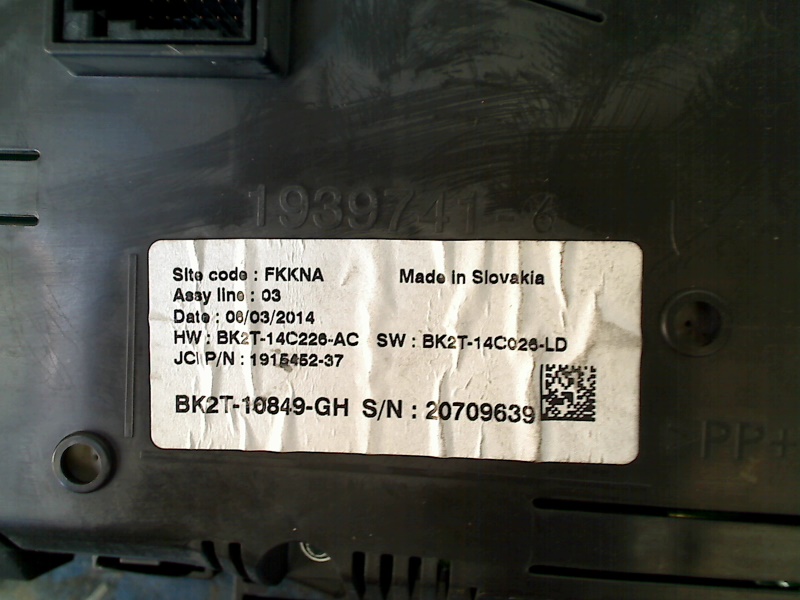 1939741-
Site code : FKKNA Made in Slovakia
Assy line : 03
Date : 06/03/2014
HW : BK2T-14C226-AC SW : BK2T-14C026-LD
JCI P/N : 1915452-37
BK2T-10849-GH S/N : 20709639
PP+